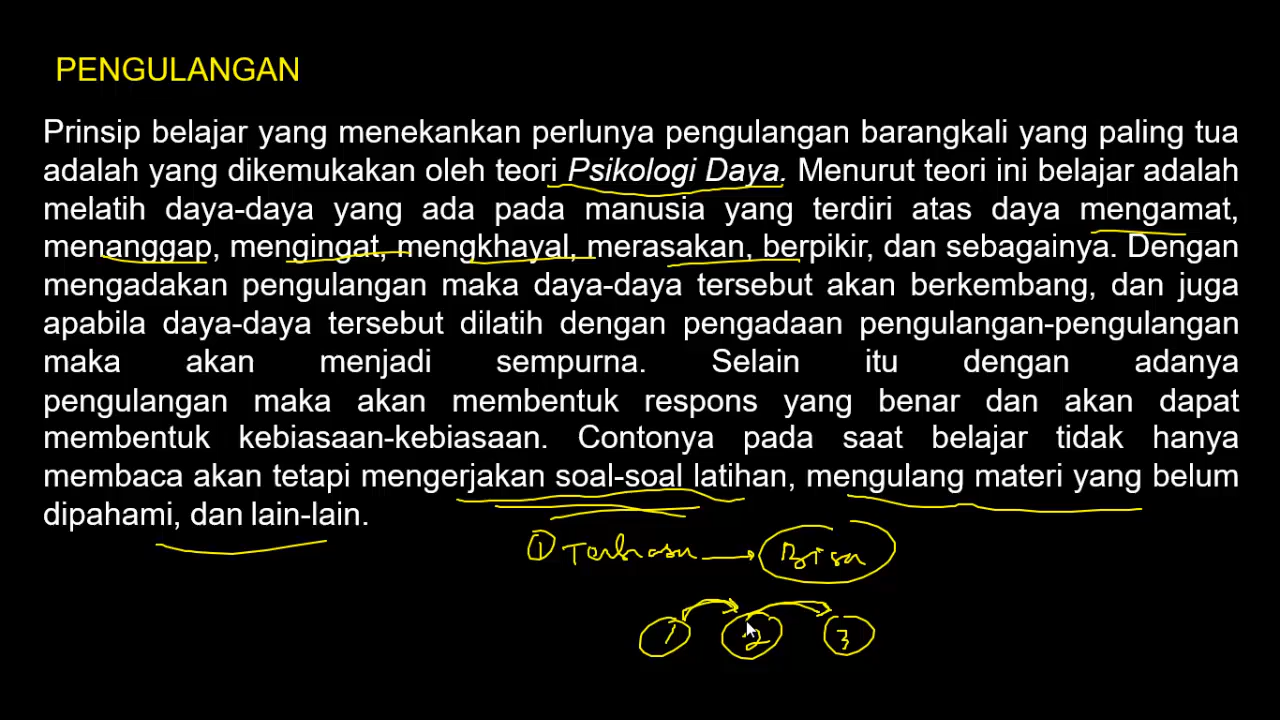 PENGULANGAN
Prinsip belajar yang menekankan perlunya pengulangan barangkali yang paling tua
adalah yang dikemukakan oleh teori Psikologi Daya. Menurut teori ini belajar adalah
melatih daya-daya yang ada pada manusia yang terdiri atas daya mengamat,
menanggap, mengingat, mengkhayal, merasakan, berpikir, dan sebagainya. Dengan
mengadakan pengulangan maka daya-daya tersebut akan berkembang, dan juga
apabila daya-daya tersebut dilatih dengan pengadaan pengulangan-pengulangan
maka akan menjadi sempurna. Selain itu dengan adanya
pengulangan maka akan membentuk respons yang benar dan akan dapat
membentuk kebiasaan-kebiasaan. Contonya pada saat belajar tidak hanya
membaca akan tetapi mengerjakan soal-soal latihan, mengulang materi yang belum
dipahami, dan lain-lain.
1 Bisa
1 2 3